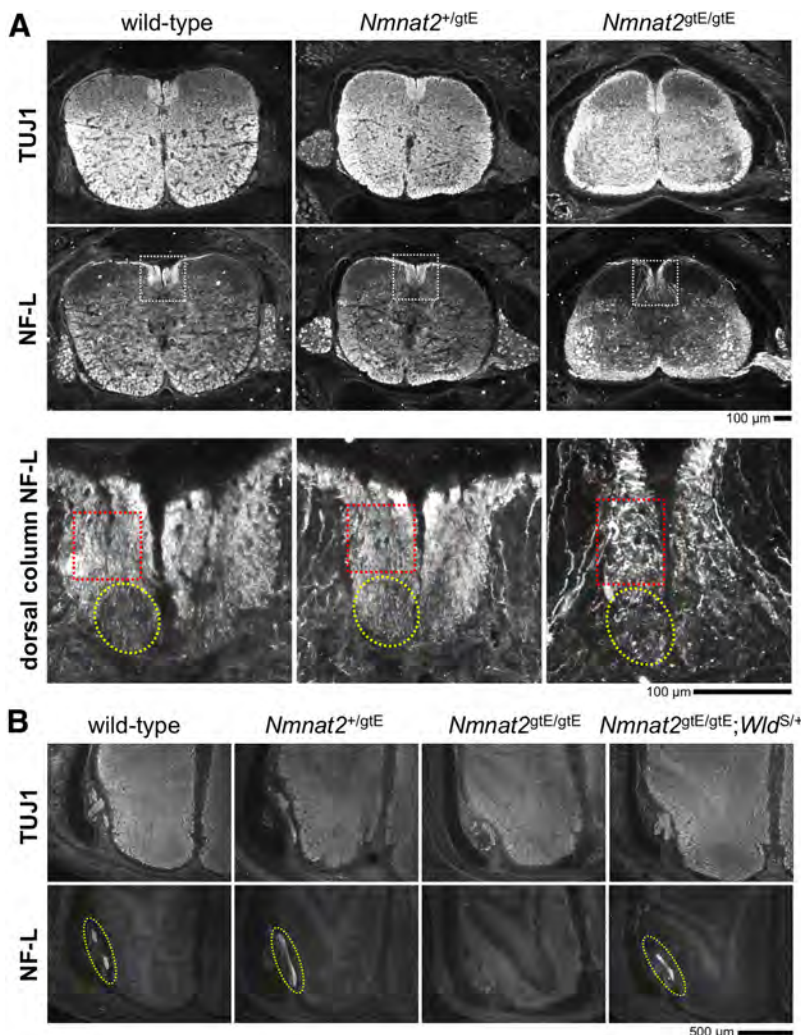 A
wild-type
Nmnat2+/gtE
Nmnat2gtE/gtE
TUJ1
NF-L
100 µm
dorsal column NF-L
100 µm
B
wild-type
Nmnat2+/gtE
Nmnat2gtE/gtE
Nmnat2gtE/gtE;WldS/+
TUJ1
NF-L
500 µm